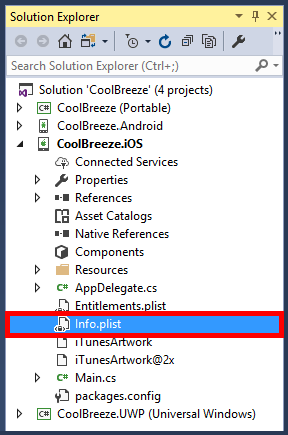 Solution Explorer
Search Solution Explorer (Ctrl+;)
Solution 'CoolBreeze' (4 projects)
C# CoolBreeze (Portable)
CoolBreeze.Android
CoolBreeze.iOS
Connected Services
Properties
References
Asset Catalogs
Native References
Components
Resources
C# AppDelegate.cs
Entitlements.plist
Info.plist
iTunesArtwork
iTunesArtwork@2x
C# Main.cs
packages.config
C# CoolBreeze.UWP (Universal Windows)